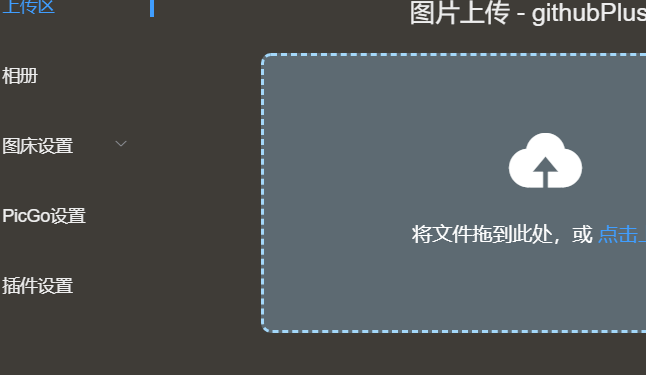 上传区
图片上传 - githubPlus
相册
图床设置
PicGo设置
将文件拖到此处，或 点击
插件设置